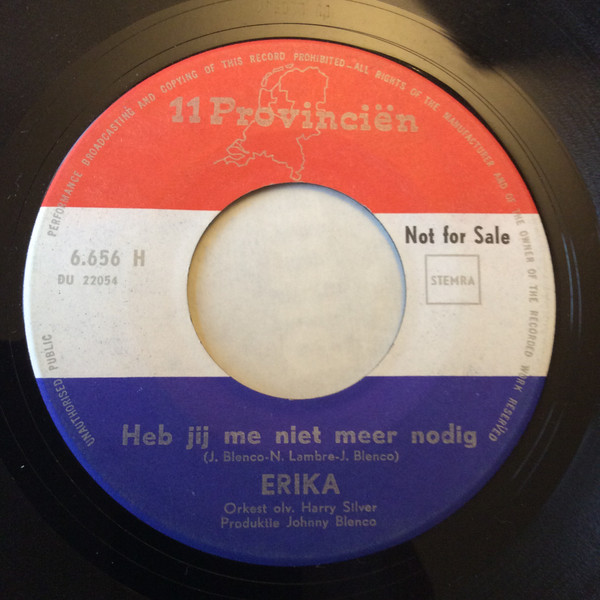 UNAUTHORISED PUBLIC PERFORMANCE BROADCASTING AND COPYING OF THIS RECORD PROHIBITED_ALL RIGHTS OF THE MANUFACTURER AND OF THE OWNER OF THE RECORDED WORK RESERVED
11 Provinciën
Not for Sale
6.656 H
DU 22054
STEMRA
Heb jij me niet meer nodig
(J. Blenco-N. Lambre-J. Blenco)
ERIKA
Orkest olv. Harry Silver
Produktie Johnny Blenco